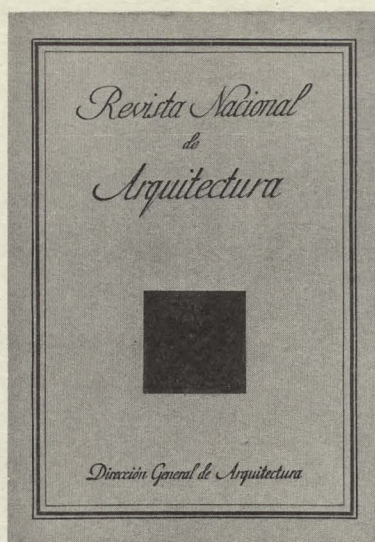 Revista Nacional
de
Arquitectura
Dirección General de Arquitectura